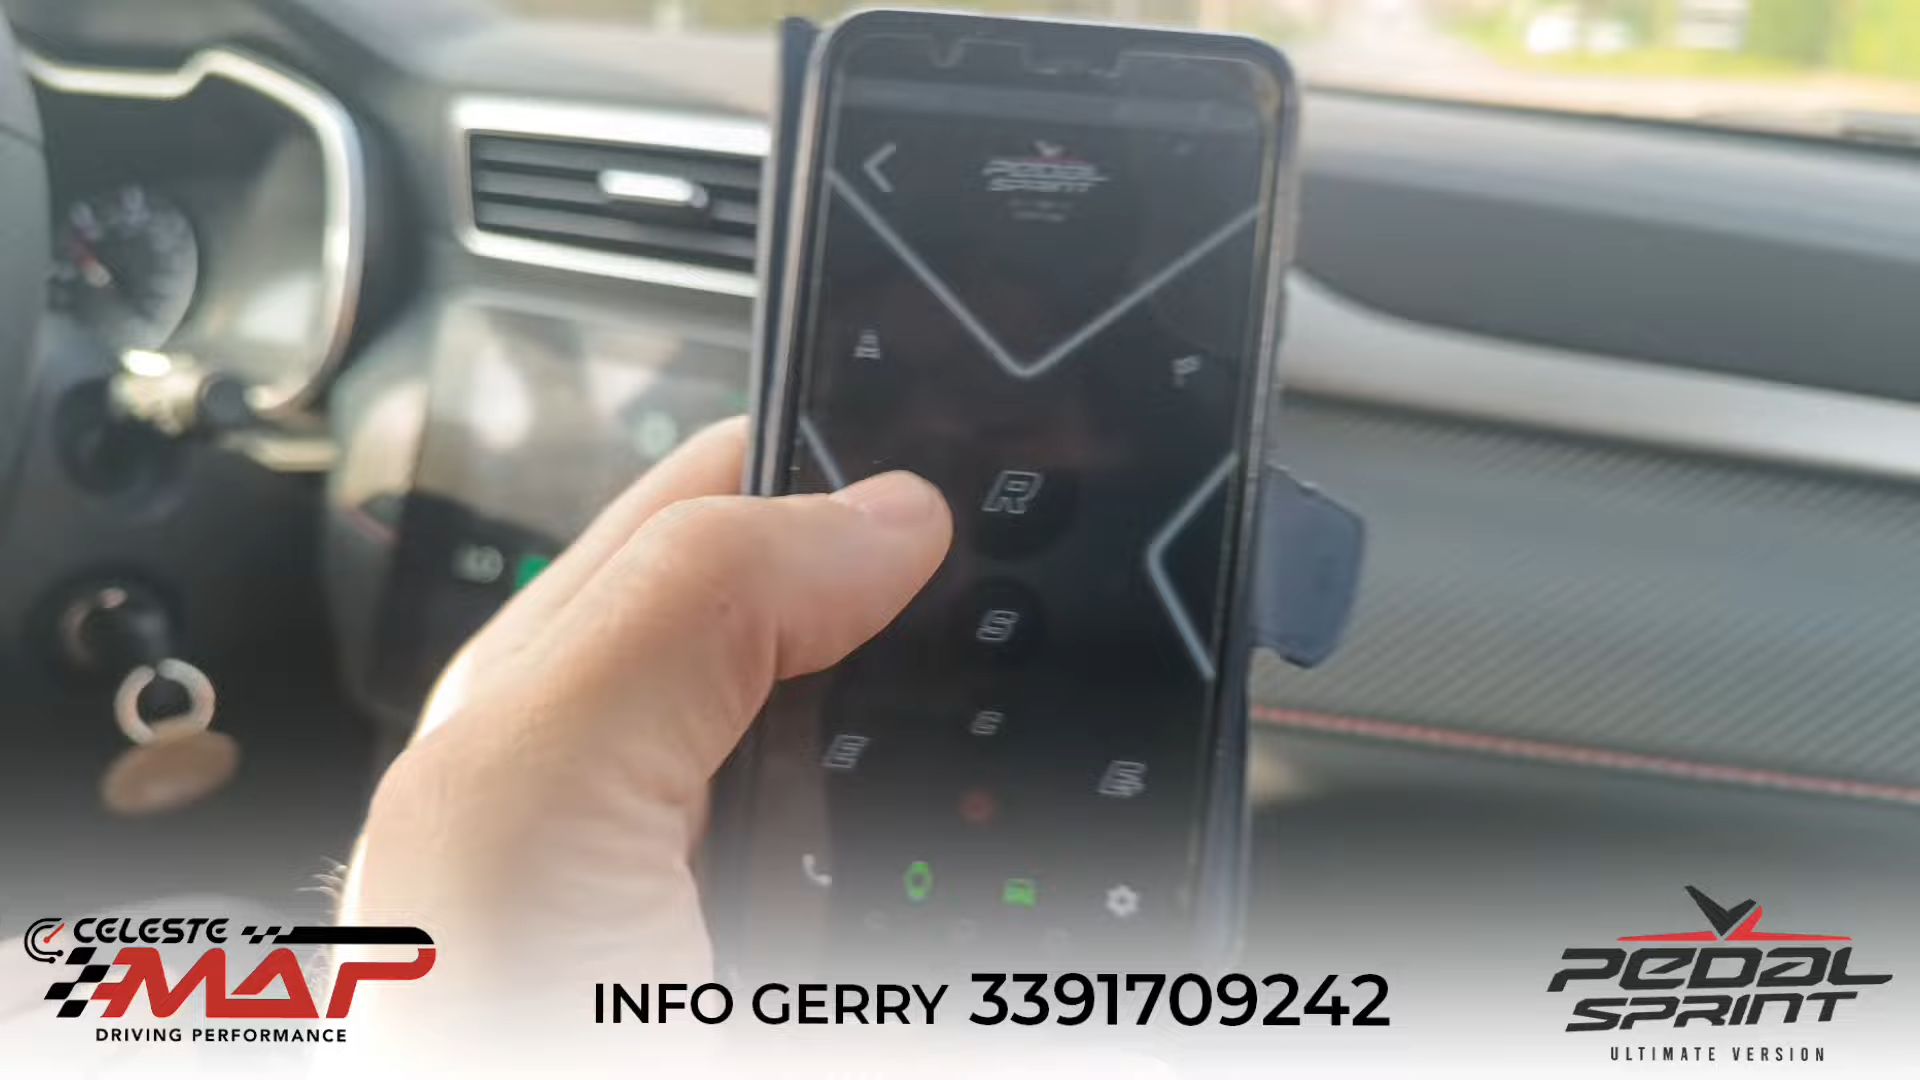 PEDAL
SPRINT
R
CELESTE
MAP
DRIVING PERFORMANCE
INFO GERRY 3391709242
PEDAL
SPRINT
ULTIMATE VERSION